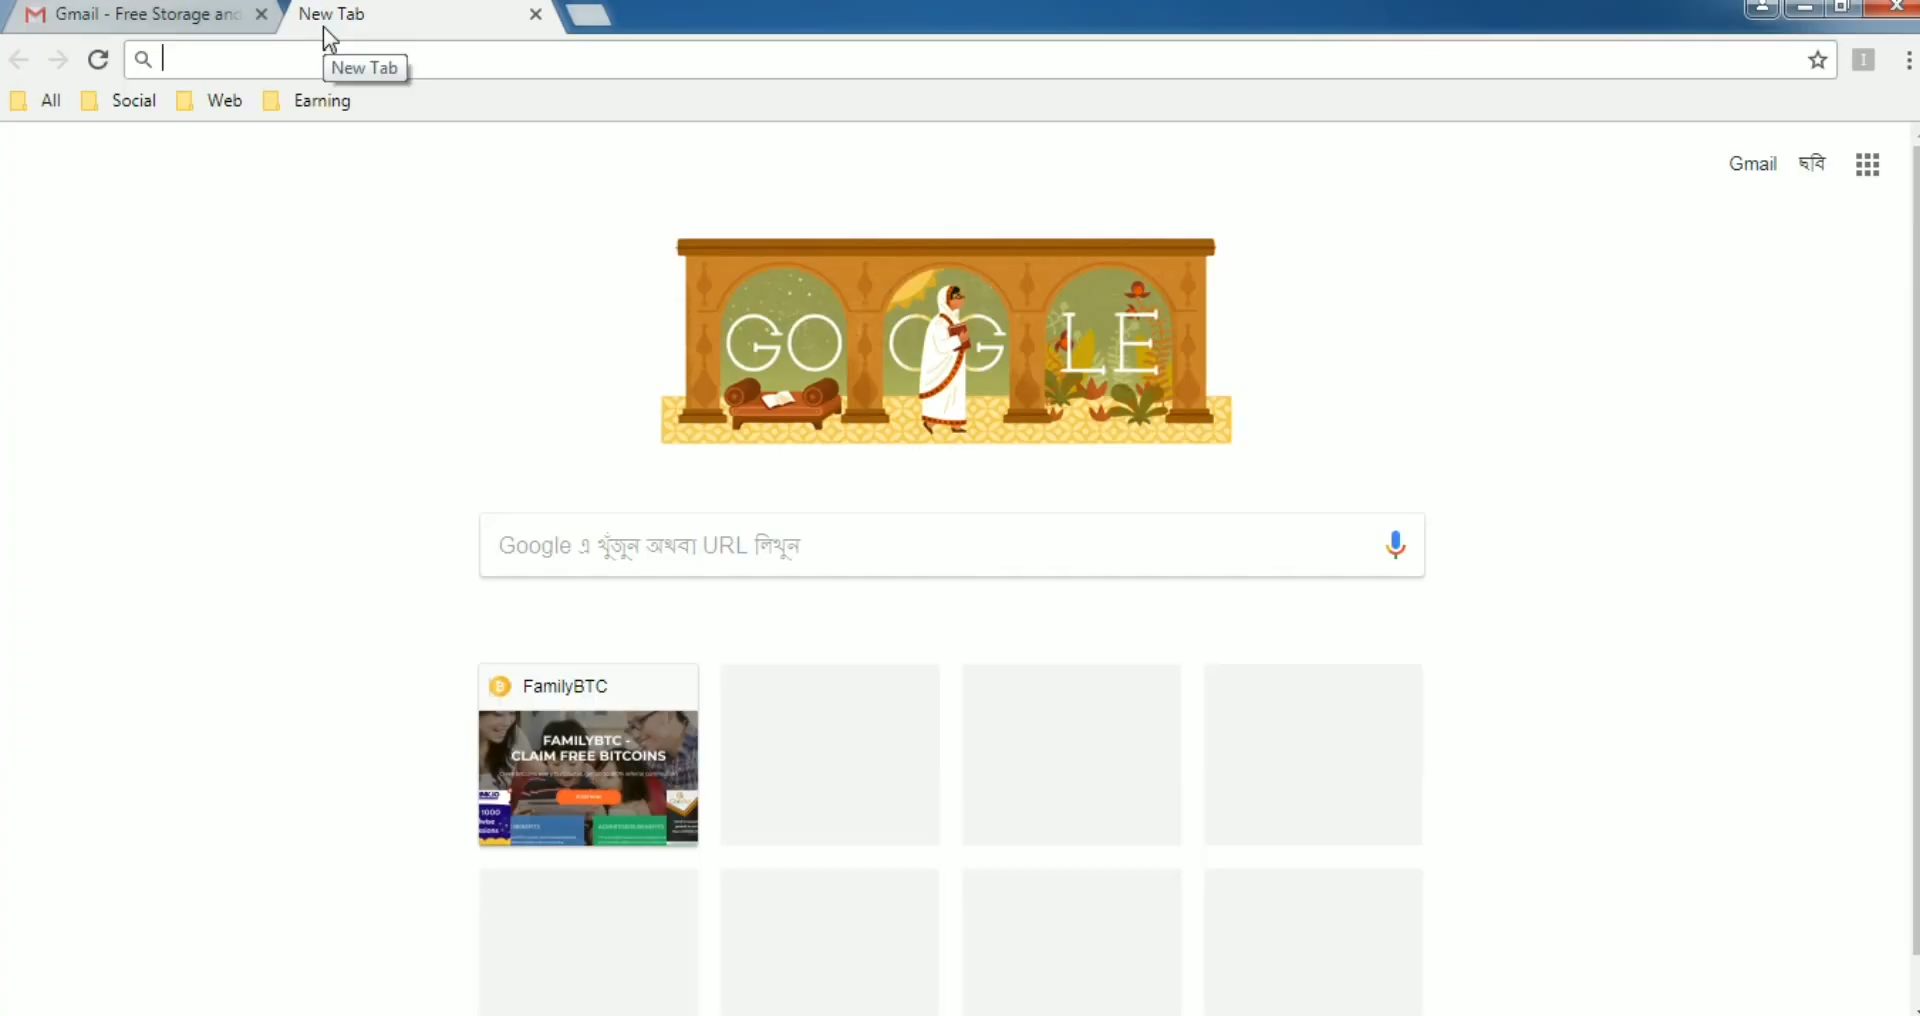 Gmail - Free Storage and
New Tab
New Tab
All Social Web Earning
Gmail ছবি
GOOGLE
Google এ খুঁজুন অথবা URL লিখুন
FamilyBTC
FAMILYBTC -
CLAIM FREE BITCOINS
1000